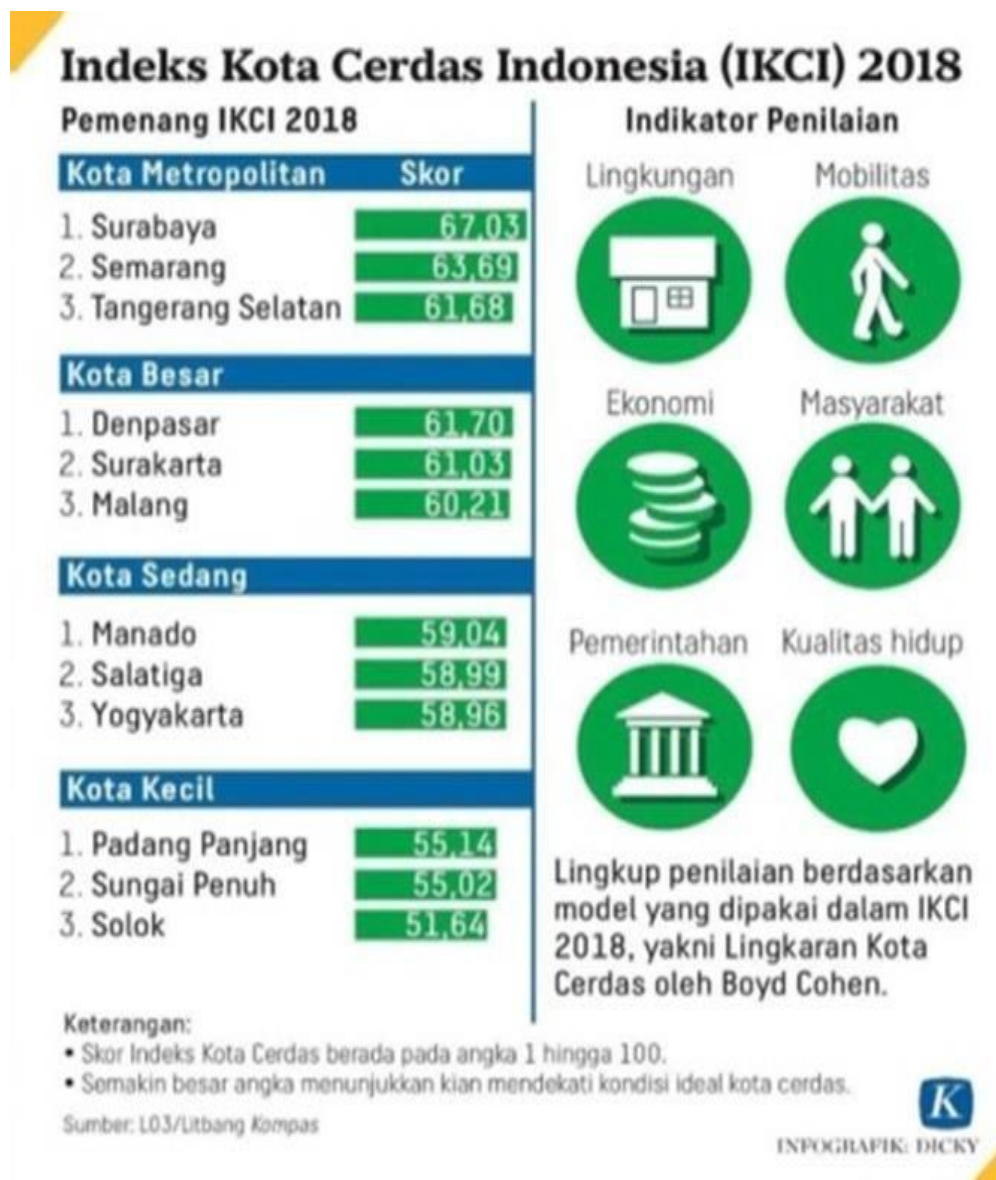 Indeks Kota Cerdas Indonesia (IKCI) 2018
Pemenang IKCI 2018
Kota Metropolitan Skor
1. Surabaya 67,03
2. Semarang 63,69
3. Tangerang Selatan 61,68
Kota Besar
1. Denpasar 61,70
2. Surakarta 61,03
3. Malang 60,21
Kota Sedang
1. Manado 59,04
2. Salatiga 58,99
3. Yogyakarta 58,96
Kota Kecil
1. Padang Panjang 55,14
2. Sungai Penuh 55,02
3. Solok 51,64
Indikator Penilaian
Lingkungan Mobilitas
Ekonomi Masyarakat
Pemerintahan Kualitas hidup
Lingkup penilaian berdasarkan
model yang dipakai dalam IKCI
2018, yakni Lingkaran Kota
Cerdas oleh Boyd Cohen.
Keterangan:
• Skor Indeks Kota Cerdas berada pada angka 1 hingga 100.
• Semakin besar angka menunjukkan kian mendekati kondisi ideal kota cerdas.
Sumber: L03/Litbang Kompas
K
INFOGRAFIK: DICKY